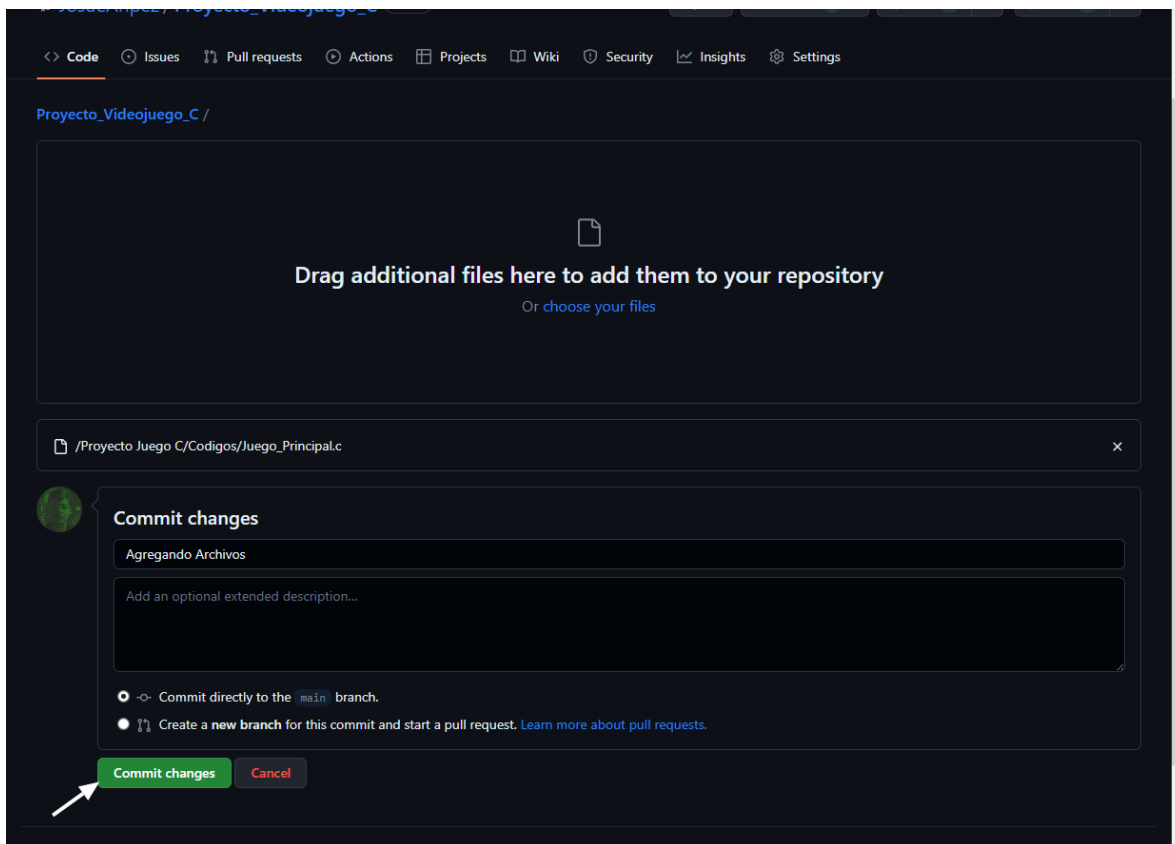 Proyecto_Videojuego_C
Code Issues Pull requests Actions Projects Wiki Security Insights Settings
Proyecto_Videojuego_C /
Drag additional files here to add them to your repository
Or choose your files
/Proyecto Juego C/Codigos/Juego_Principal.c
Commit changes
Agregando Archivos
Add an optional extended description...
Commit directly to the main branch.
Create a new branch for this commit and start a pull request. Learn more about pull requests.
Commit changes Cancel